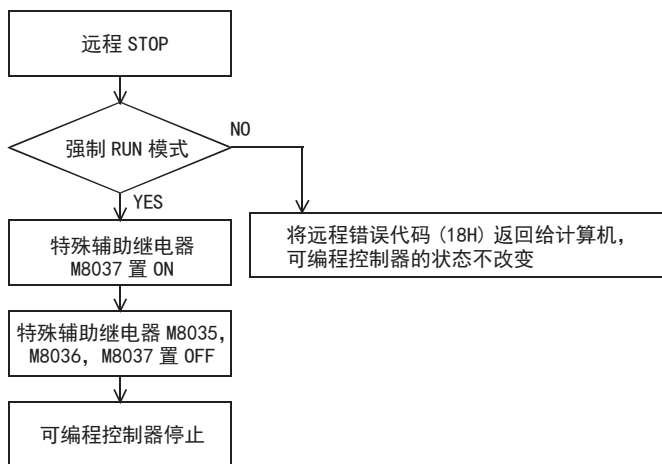 远程 STOP
强制 RUN 模式
NO
YES
特殊辅助继电器
M8037 置 ON
将远程错误代码 (18H) 返回给计算机，
可编程控制器的状态不改变
特殊辅助继电器 M8035，
M8036，M8037 置 OFF
可编程控制器停止